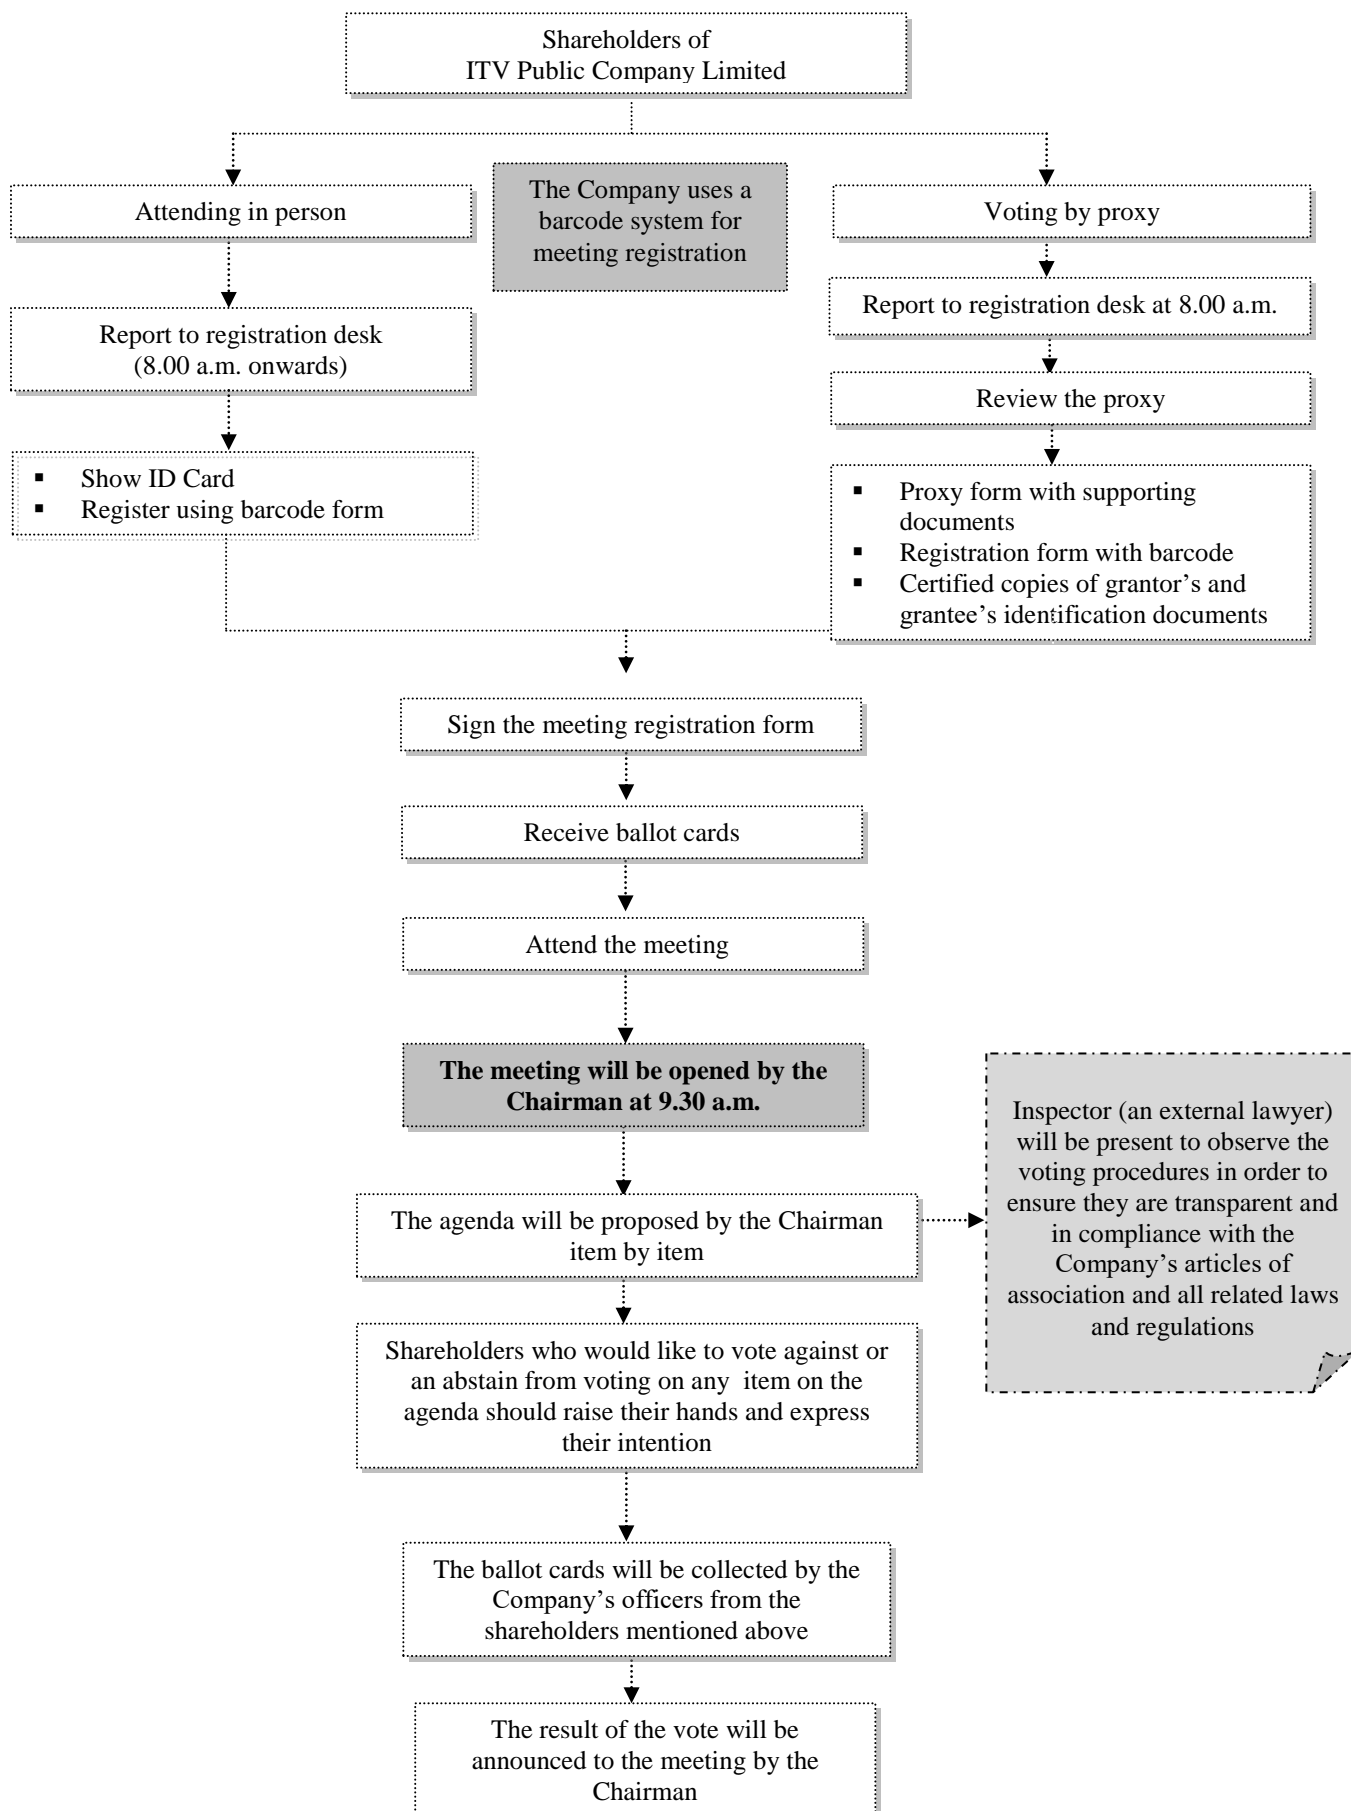 Shareholders of
ITV Public Company Limited
The Company uses a
barcode system for
meeting registration
Attending in person
Report to registration desk
(8.00 a.m. onwards)
▪ Show ID Card
▪ Register using barcode form
Voting by proxy
Report to registration desk at 8.00 a.m.
Review the proxy
▪ Proxy form with supporting
documents
▪ Registration form with barcode
▪ Certified copies of grantor’s and
grantee’s identification documents
Sign the meeting registration form
Receive ballot cards
Attend the meeting
The meeting will be opened by the
Chairman at 9.30 a.m.
The agenda will be proposed by the Chairman
item by item
Inspector (an external lawyer)
will be present to observe the
voting procedures in order to
ensure they are transparent and
in compliance with the
Company’s articles of
association and all related laws
and regulations
Shareholders who would like to vote against or
an abstain from voting on any item on the
agenda should raise their hands and express
their intention
The ballot cards will be collected by the
Company’s officers from the
shareholders mentioned above
The result of the vote will be
announced to the meeting by the
Chairman